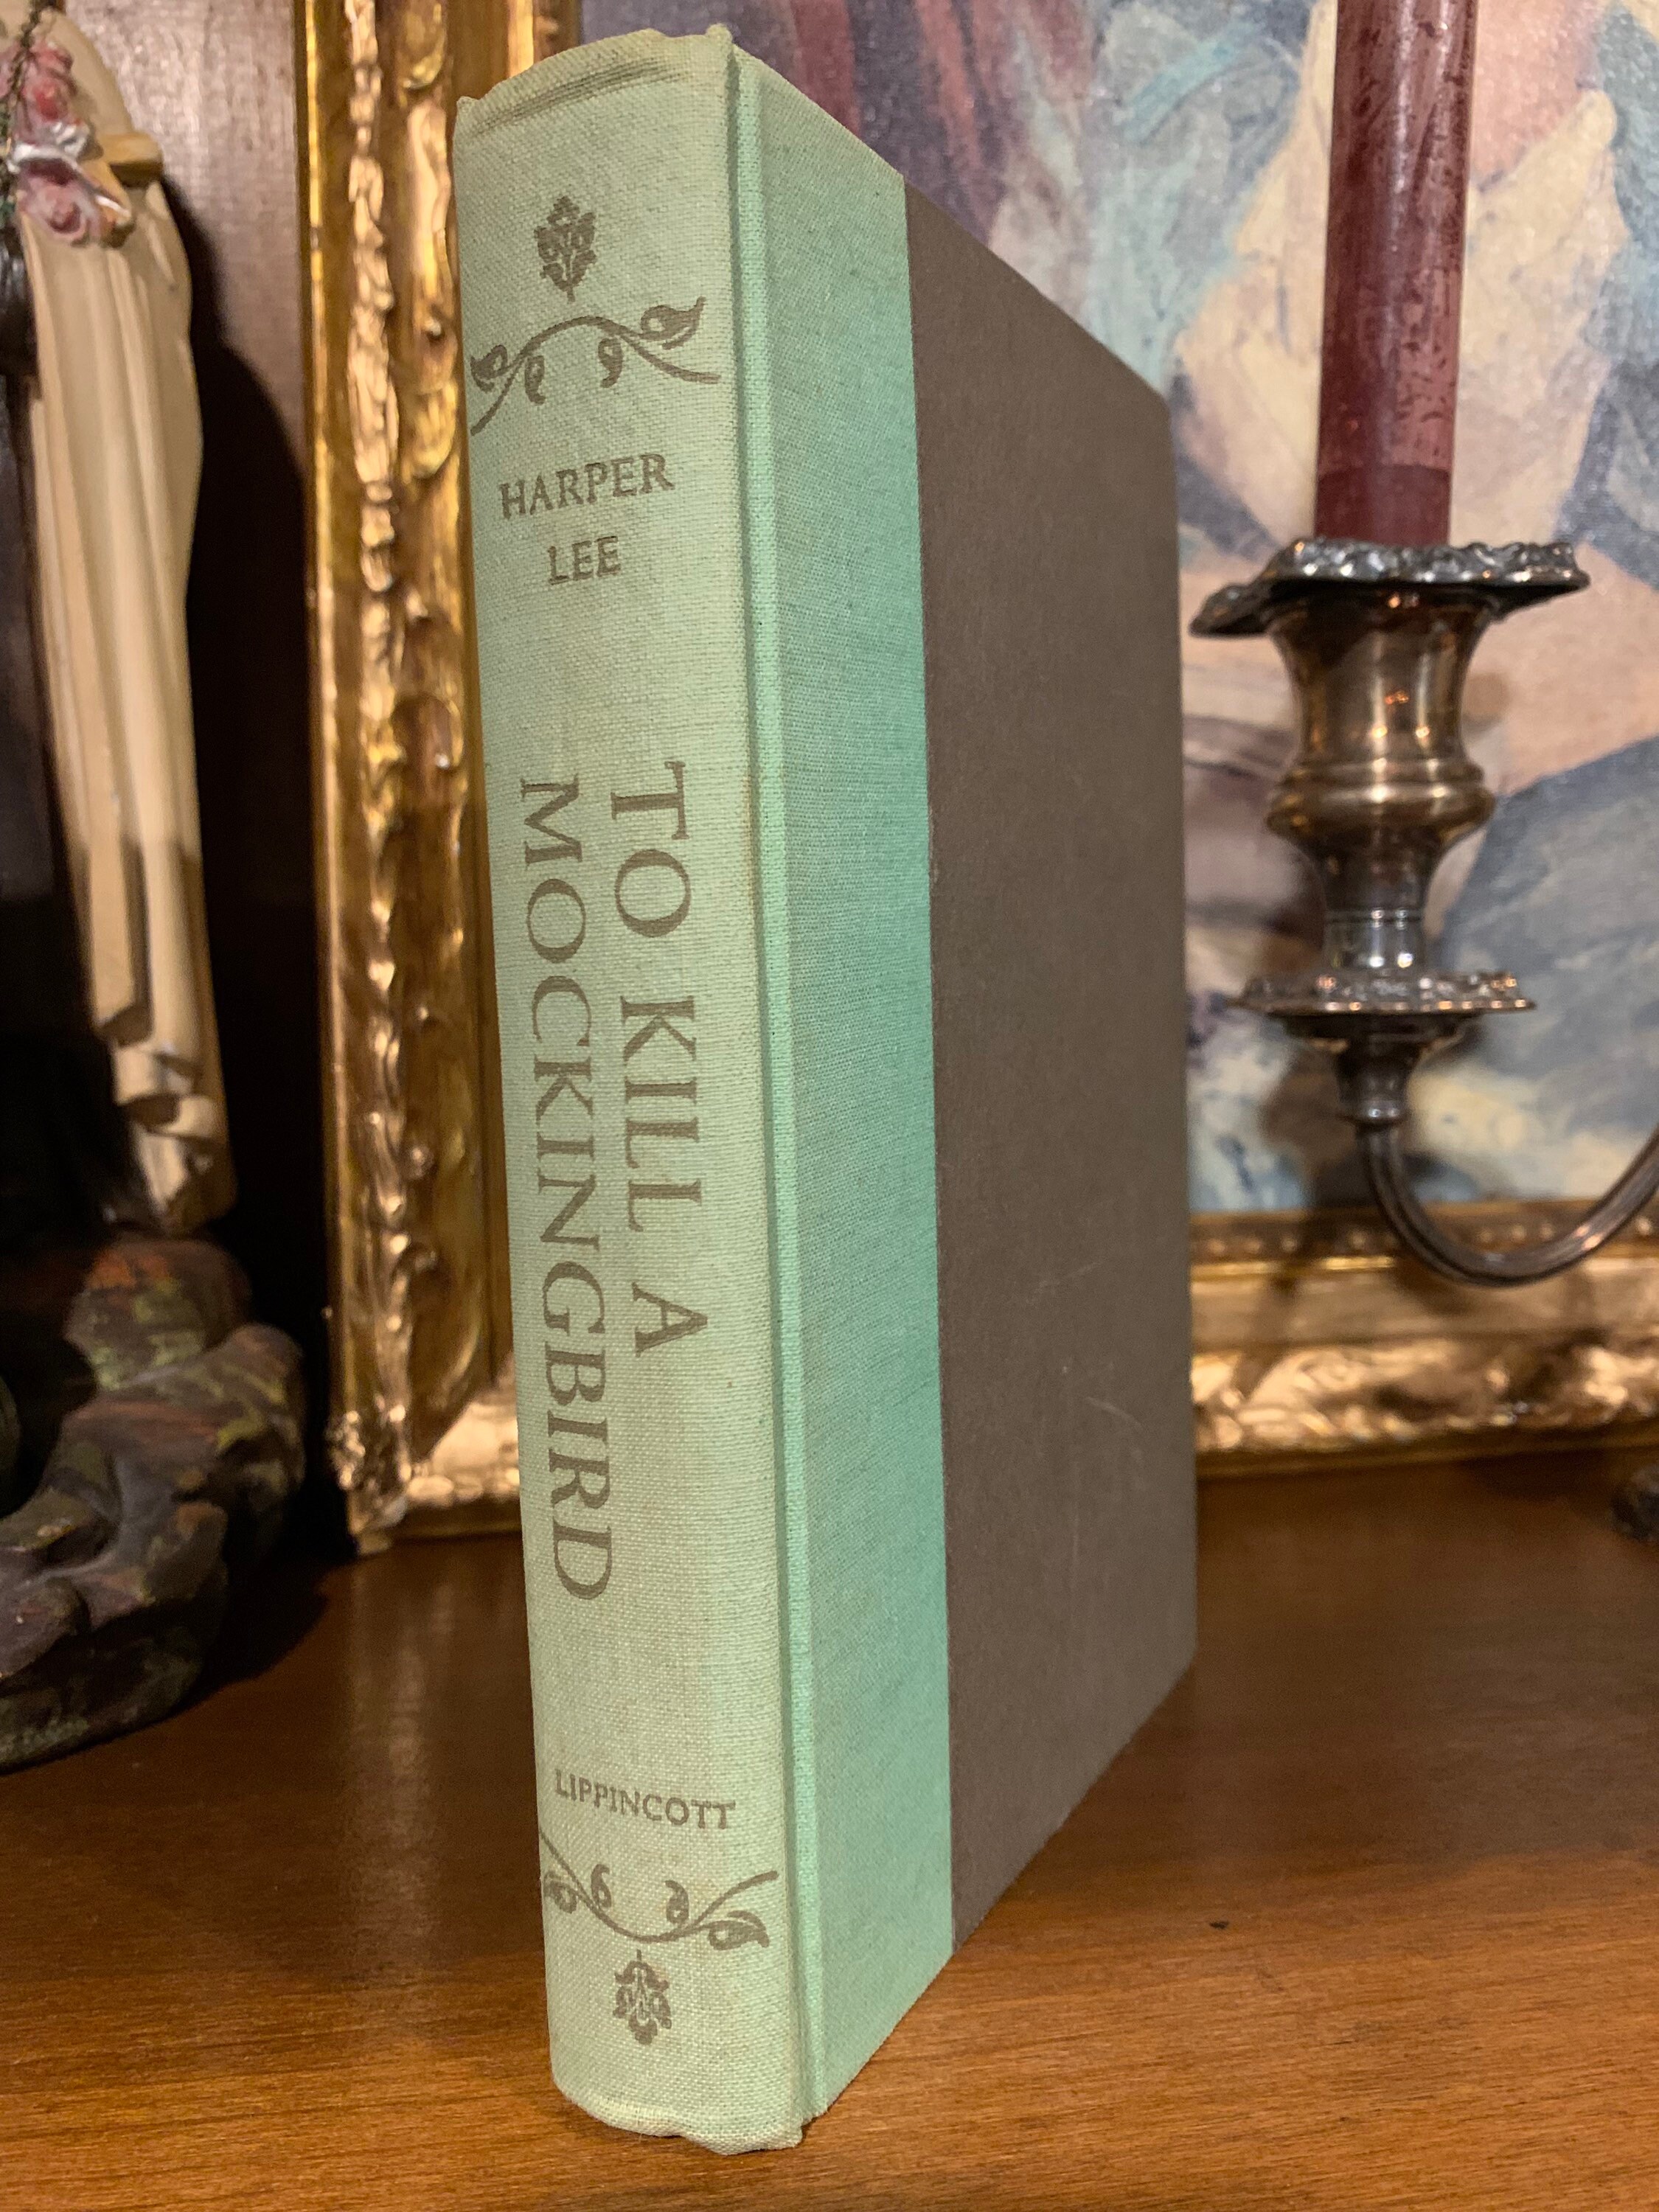 HARPER
LEE
TO KILL A
MOCKINGBIRD
LIPPINCOTT